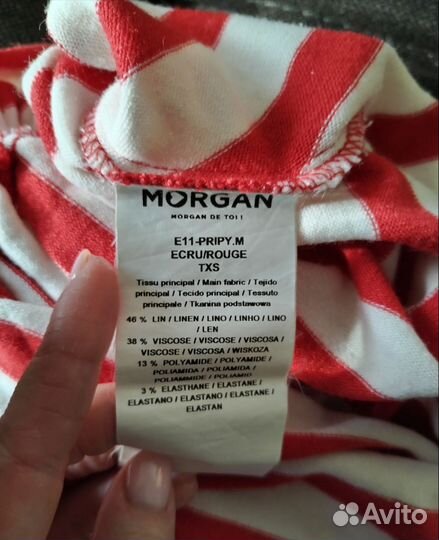 MORGAN
MORGAN DE TOI !
E11-PRIPY.M
ECRU/ROUGE
TXS
Tissu principal / Main fabric / Tejido
principal / Tecido principal / Tessuto
principale / Tkanina podstawowa
46 % LIN / LINEN / LINO / LINHO / LINO
/ LEN
38 % VISCOSE / VISCOSE / VISCOSA /
VISCOSE / VISCOSA / WISKOZA
13 % POLYAMIDE / POLYAMIDE /
POLIAMIDA / POLIAMIDA /
POLIAMMIDE / POLIAMID
3 % ELASTHANE / ELASTANE /
ELASTANO / ELASTANO / ELASTANE /
ELASTAN
Avito